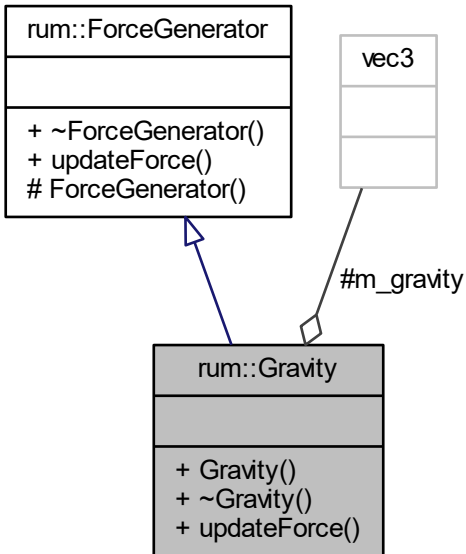 rum::ForceGenerator
+ ~ForceGenerator()
+ updateForce()
# ForceGenerator()
vec3
#m_gravity
rum::Gravity
+ Gravity()
+ ~Gravity()
+ updateForce()